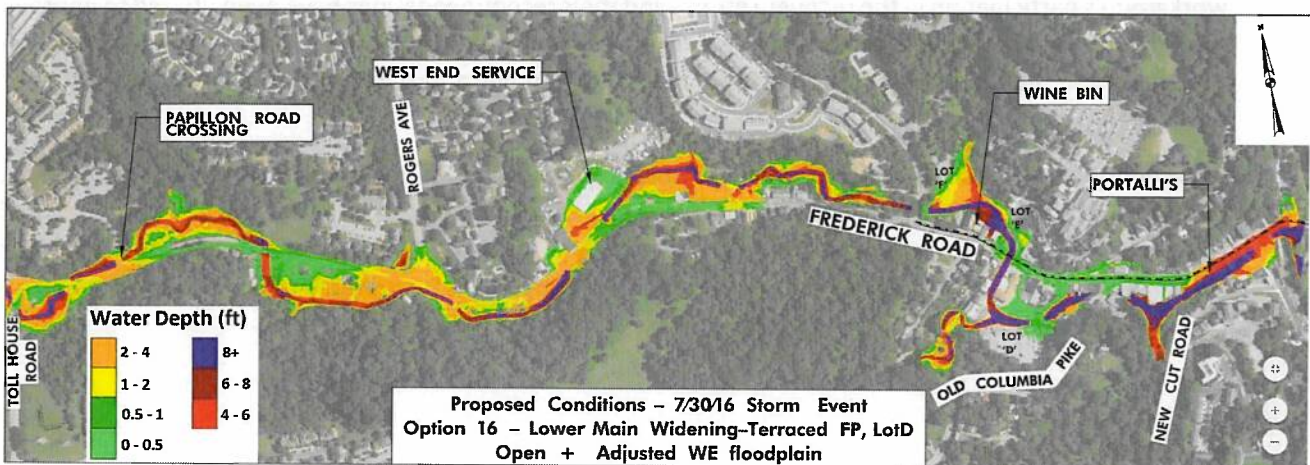 work
WEST END SERVICE
WINE BIN
PAPILLON ROAD
CROSSING
ROGERS AVE
LOT
'F'
PORTALLI'S
LOT
'E'
FREDERICK ROAD
TOLL HOUSE
ROAD
Water Depth (ft)
2 - 4
8+
1 - 2
6 - 8
0.5 - 1
4 - 6
0 - 0.5
LOT
'D'
OLD COLUMBIA PIKE
NEW CUT ROAD
Proposed Conditions – 7/30/16 Storm Event
Option 16 – Lower Main Widening–Terraced FP, LotD
Open + Adjusted WE floodplain